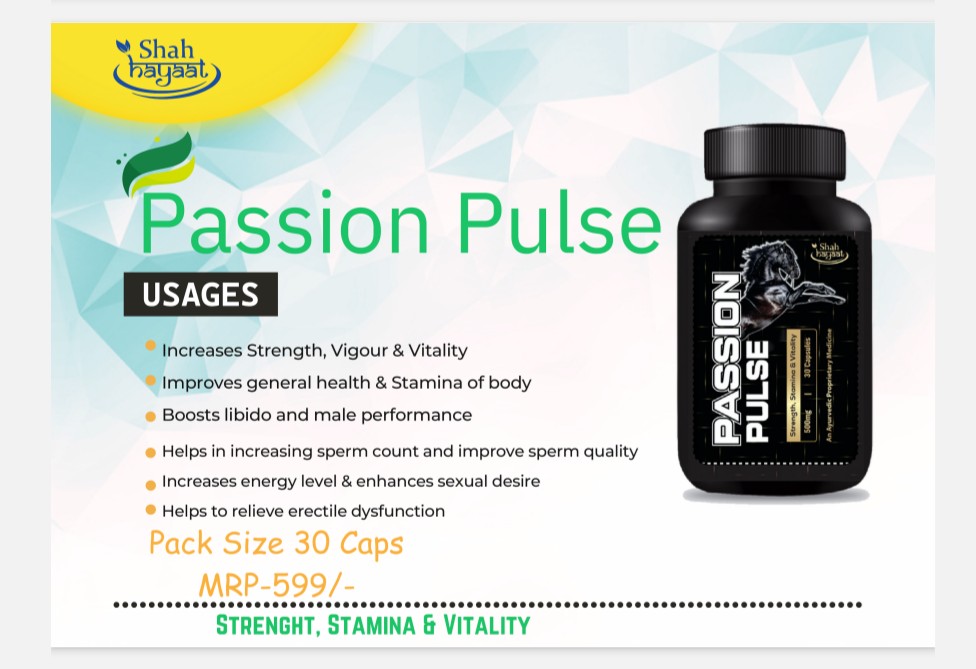 Shah
hayaat
Passion Pulse
USAGES
Increases Strength, Vigour & Vitality
Improves general health & Stamina of body
Boosts libido and male performance
Helps in increasing sperm count and improve sperm quality
Increases energy level & enhances sexual desire
Helps to relieve erectile dysfunction
Pack Size 30 Caps
MRP-599/-
STRENGHT, STAMINA & VITALITY
Shah
hayaat
PASSION
PULSE
Strength, Stamina & Vitality
500mg | 30 Capsules
An Ayurvedic Proprietary Medicine